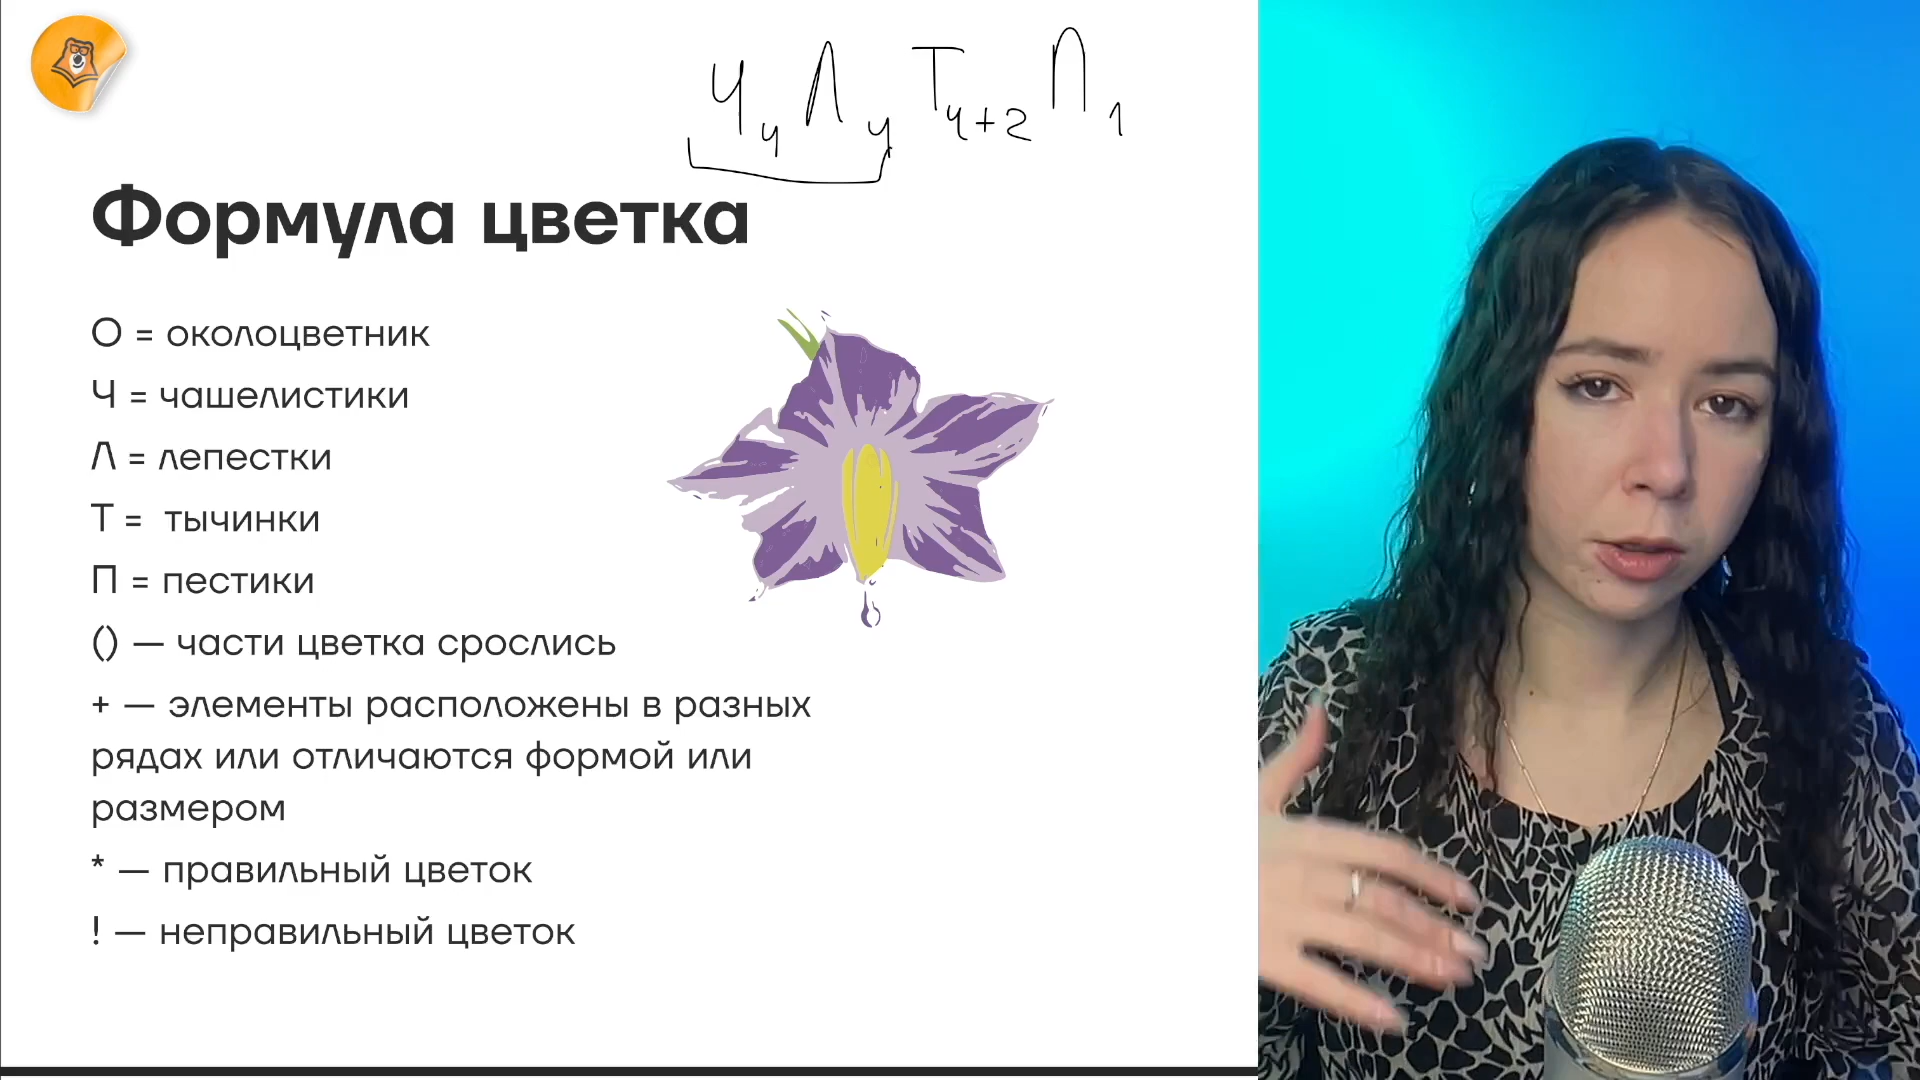 Ч₄ Л₄ Т₄₊₂ П₁
Формула цветка
О = околоцветник
Ч = чашелистики
Л = лепестки
Т = тычинки
П = пестики
() — части цветка срослись
+ — элементы расположены в разных
рядах или отличаются формой или
размером
* — правильный цветок
! — неправильный цветок